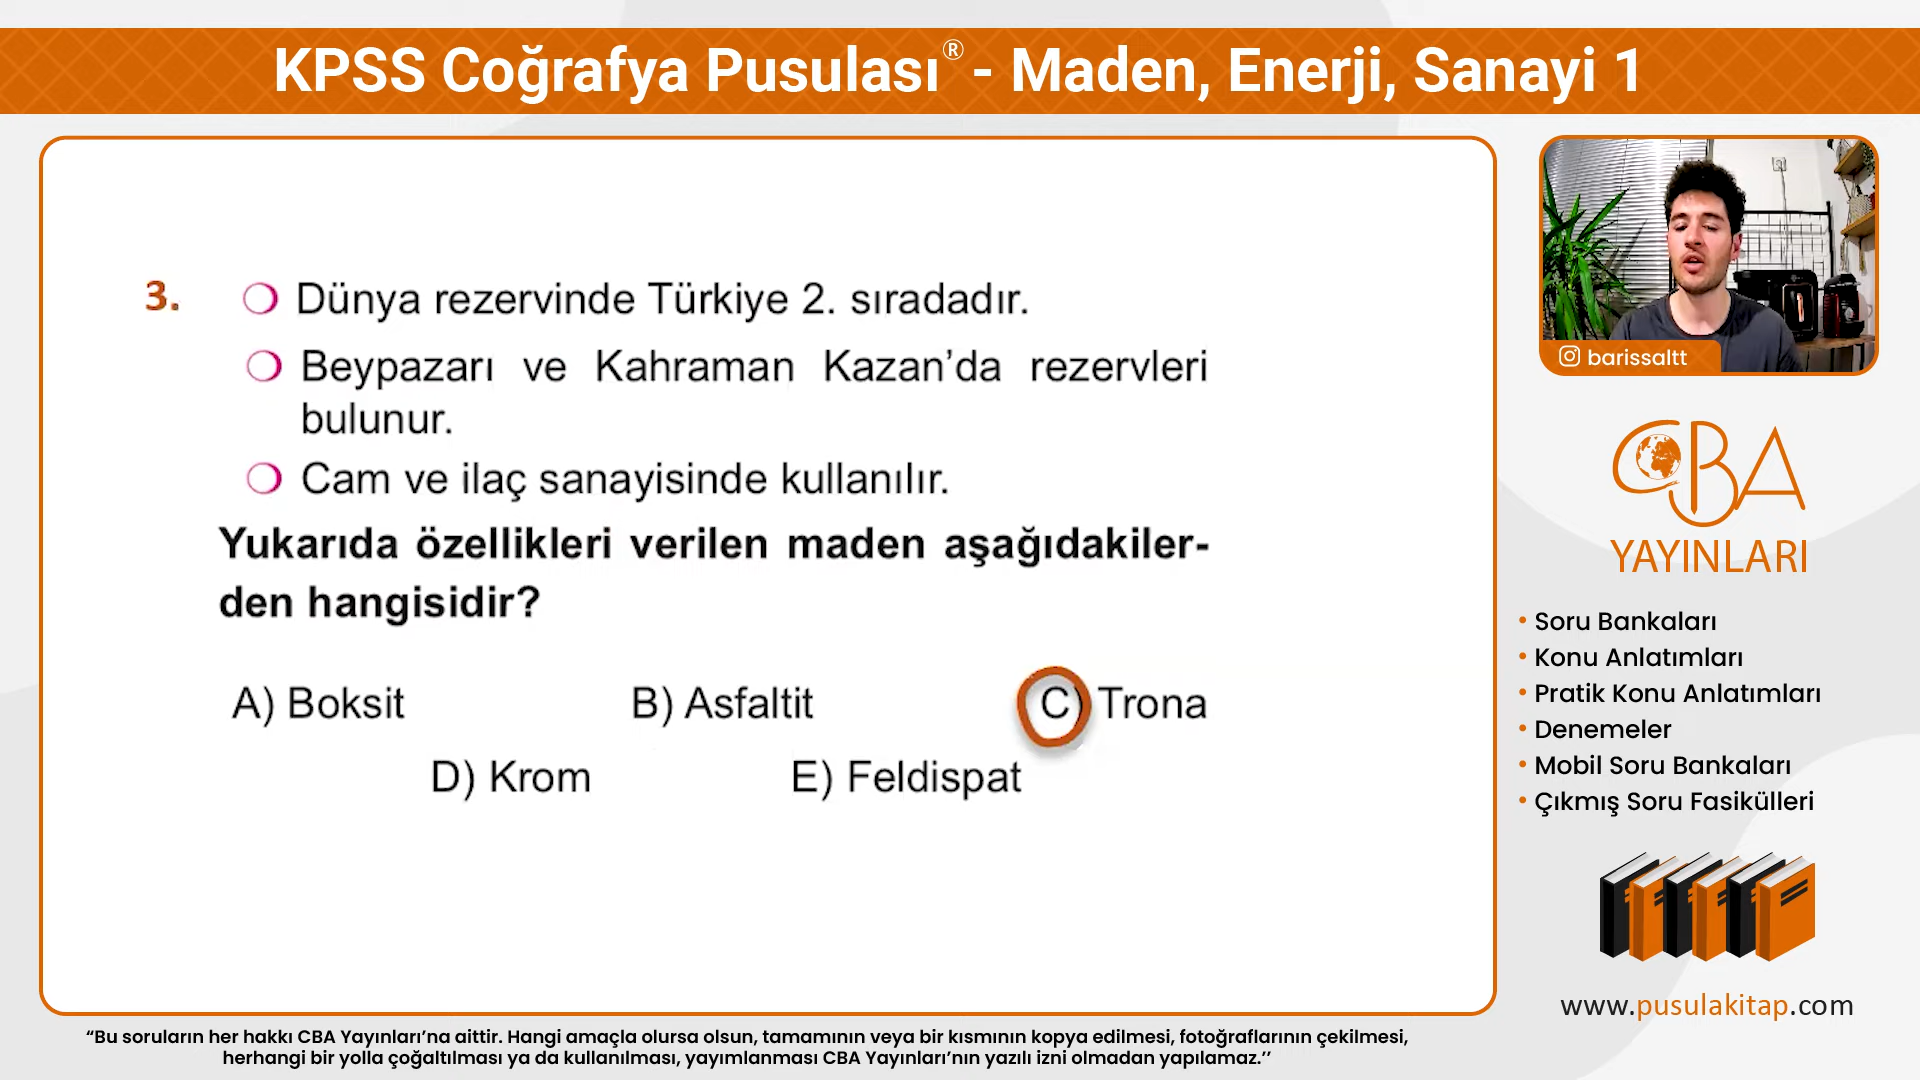 KPSS Coğrafya Pusulası® - Maden, Enerji, Sanayi 1
3.
Dünya rezervinde Türkiye 2. sıradadır.
Beypazarı ve Kahraman Kazan’da rezervleri
bulunur.
Cam ve ilaç sanayisinde kullanılır.
Yukarıda özellikleri verilen maden aşağıdakiler-
den hangisidir?
A) Boksit B) Asfaltit C) Trona
D) Krom E) Feldispat
barissaltt
CBA
YAYINLARI
• Soru Bankaları
• Konu Anlatımları
• Pratik Konu Anlatımları
• Denemeler
• Mobil Soru Bankaları
• Çıkmış Soru Fasikülleri
www.pusulakitap.com
“Bu soruların her hakkı CBA Yayınları’na aittir. Hangi amaçla olursa olsun, tamamının veya bir kısmının kopya edilmesi, fotoğraflarının çekilmesi,
herhangi bir yolla çoğaltılması ya da kullanılması, yayımlanması CBA Yayınları’nın yazılı izni olmadan yapılamaz.’’